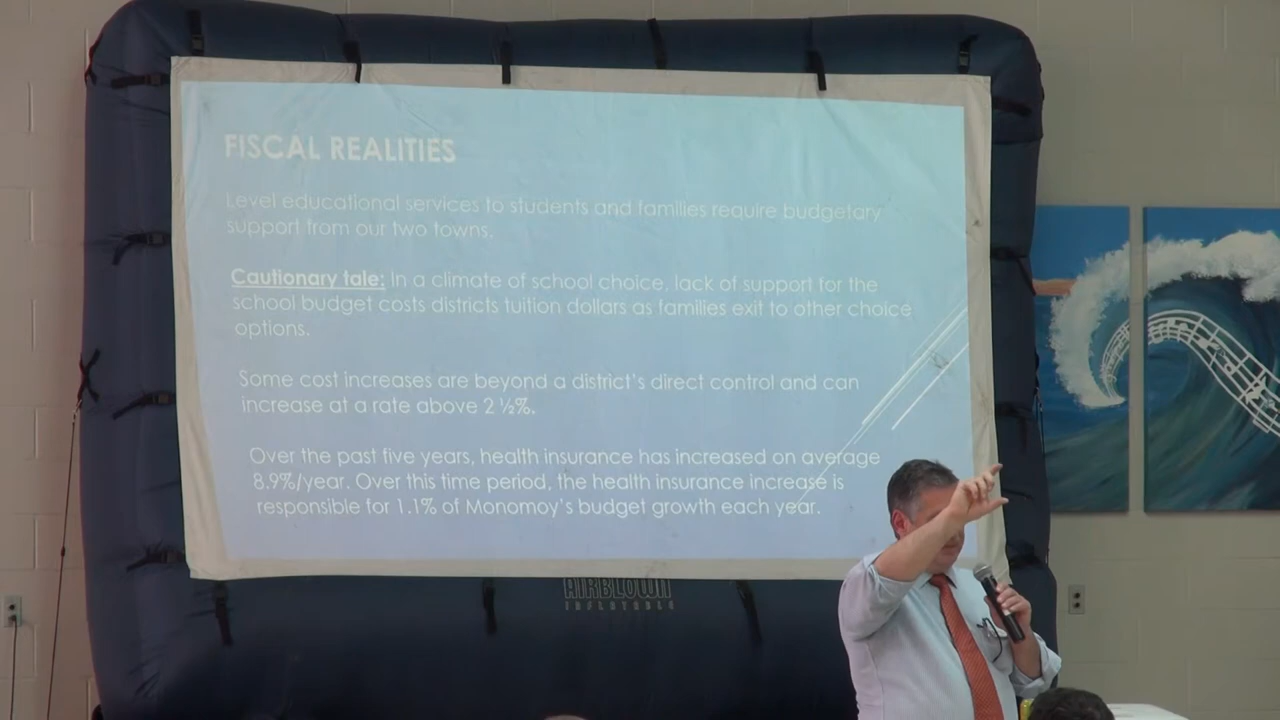 FISCAL REALITIES
Level educational services to students and families require budgetary
support from our two towns.
Cautionary tale: In a climate of school choice, lack of support for the
school budget costs districts tuition dollars as families exit to other choice
options.
Some cost increases are beyond a district's direct control and can
increase at a rate above 2 ½%.
Over the past five years, health insurance has increased on average
8.9%/year. Over this time period, the health insurance increase is
responsible for 1.1% of Monomoy's budget growth each year.
AIRBLOWN
INFLATABLE